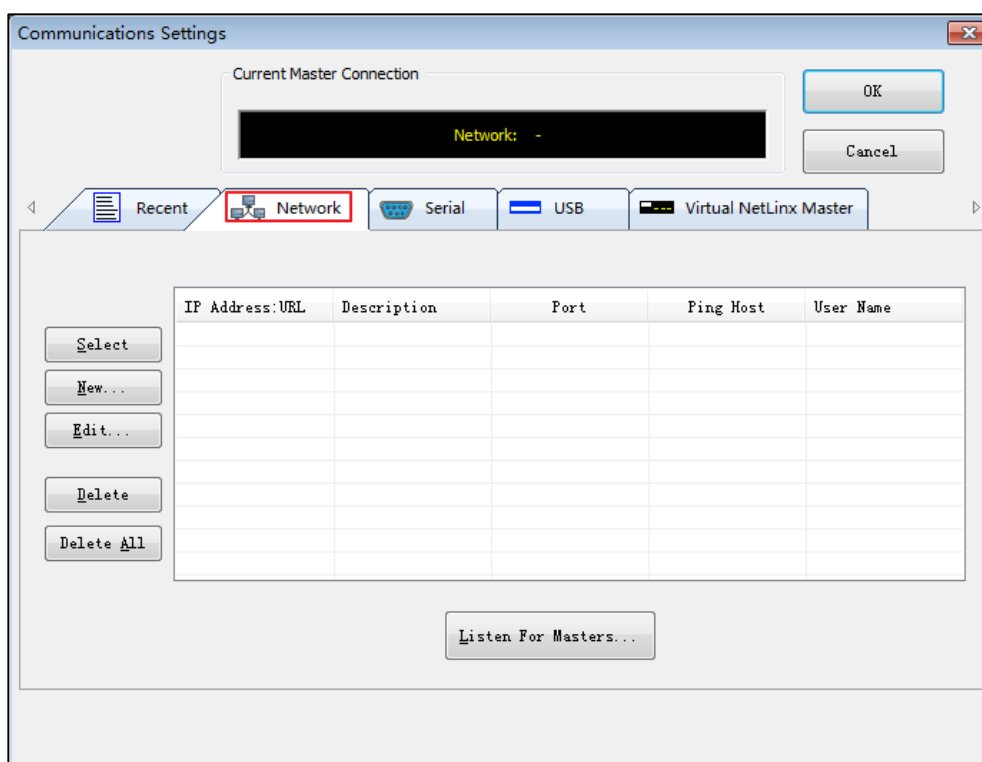 Communications Settings
Current Master Connection
Network: -
OK
Cancel
Recent
Network
Serial
USB
Virtual NetLinx Master
IP Address:URL Description Port Ping Host User Name
Select
New...
Edit...
Delete
Delete All
Listen For Masters...